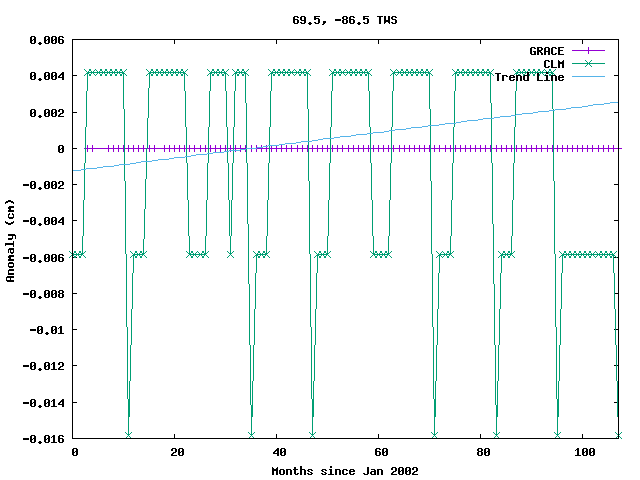 69.5, -86.5 TWS
GRACE
CLM
Trend Line
0.006
0.004
0.002
0
-0.002
-0.004
-0.006
-0.008
-0.01
-0.012
-0.014
-0.016
Anomaly (cm)
0 20 40 60 80 100
Months since Jan 2002